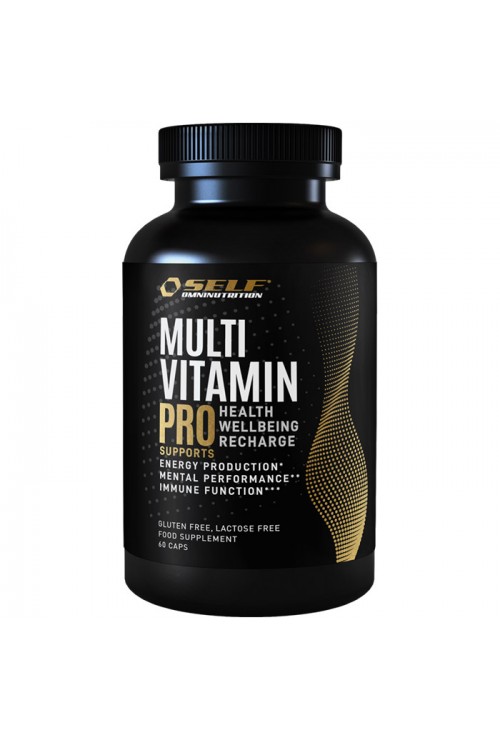 SELF®
OMNINUTRITION
MULTI
VITAMIN
PRO
HEALTH
WELLBEING
RECHARGE
SUPPORTS
ENERGY PRODUCTION*
MENTAL PERFORMANCE**
IMMUNE FUNCTION***
GLUTEN FREE, LACTOSE FREE
FOOD SUPPLEMENT
60 CAPS